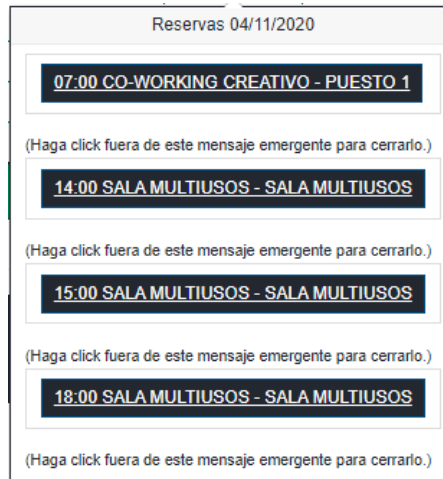 Reservas 04/11/2020
07:00 CO-WORKING CREATIVO - PUESTO 1
(Haga click fuera de este mensaje emergente para cerrarlo.)
14:00 SALA MULTIUSOS - SALA MULTIUSOS
(Haga click fuera de este mensaje emergente para cerrarlo.)
15:00 SALA MULTIUSOS - SALA MULTIUSOS
(Haga click fuera de este mensaje emergente para cerrarlo.)
18:00 SALA MULTIUSOS - SALA MULTIUSOS
(Haga click fuera de este mensaje emergente para cerrarlo.)